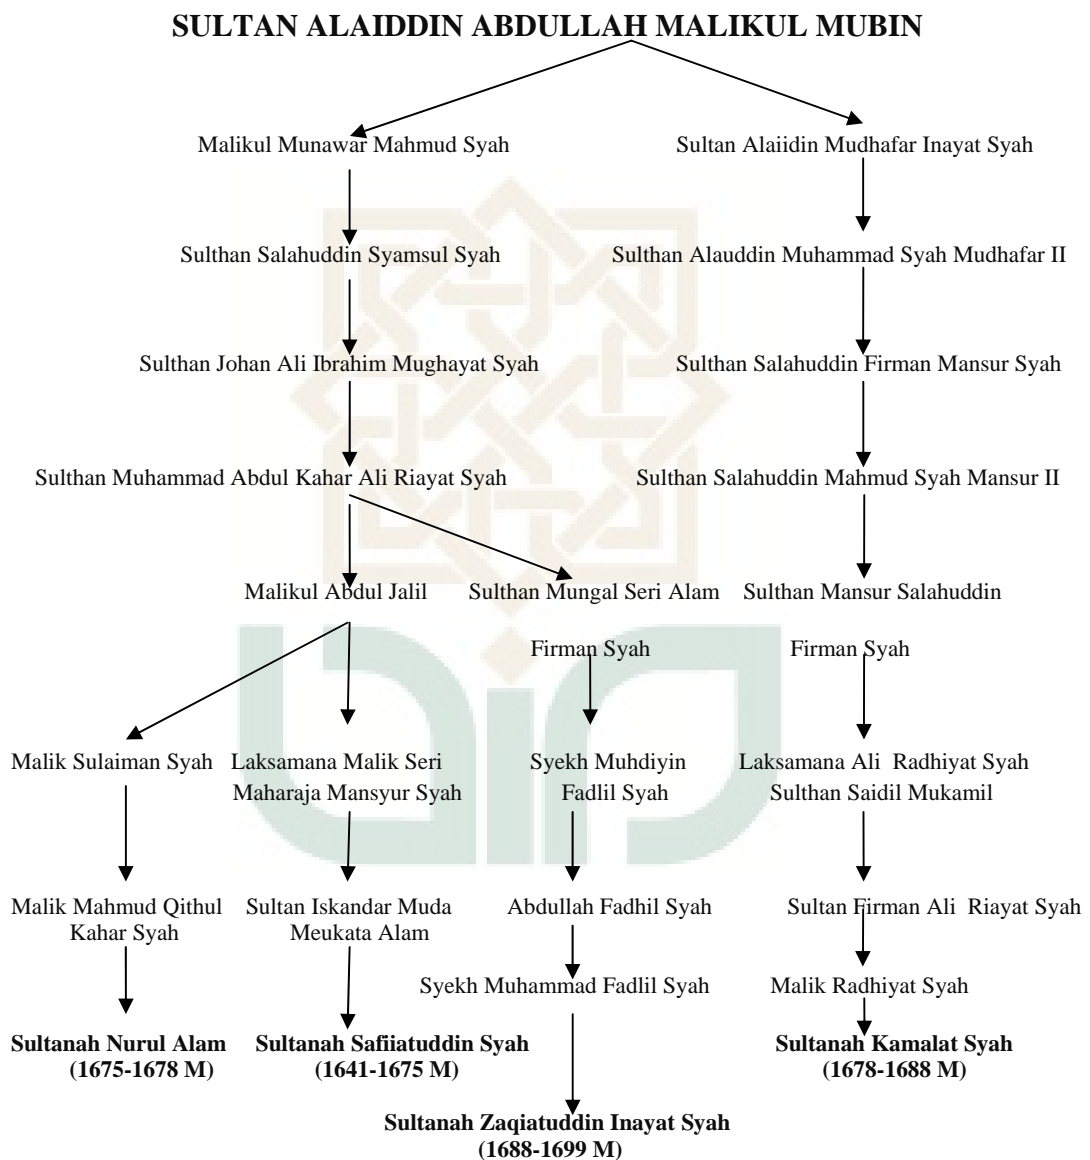 SULTAN ALAIDDIN ABDULLAH MALIKUL MUBIN
Malikul Munawar Mahmud Syah
Sultan Alaiidin Mudhafar Inayat Syah
Sulthan Salahuddin Syamsul Syah
Sulthan Alauddin Muhammad Syah Mudhafar II
Sulthan Johan Ali Ibrahim Mughayat Syah
Sulthan Salahuddin Firman Mansur Syah
Sulthan Muhammad Abdul Kahar Ali Riayat Syah
Sulthan Salahuddin Mahmud Syah Mansur II
Malikul Abdul Jalil
Sulthan Mungal Seri Alam
Sulthan Mansur Salahuddin
Firman Syah
Firman Syah
Malik Sulaiman Syah
Laksamana Malik Seri
Maharaja Mansyur Syah
Syekh Muhdiyin
Fadlil Syah
Laksamana Ali Radhiyat Syah
Sulthan Saidil Mukamil
Malik Mahmud Qithul
Kahar Syah
Sultan Iskandar Muda
Meukata Alam
Abdullah Fadhil Syah
Sultan Firman Ali Riayat Syah
Syekh Muhammad Fadlil Syah
Malik Radhiyat Syah
Sultanah Nurul Alam
(1675-1678 M)
Sultanah Safiiatuddin Syah
(1641-1675 M)
Sultanah Kamalat Syah
(1678-1688 M)
Sultanah Zaqiatuddin Inayat Syah
(1688-1699 M)